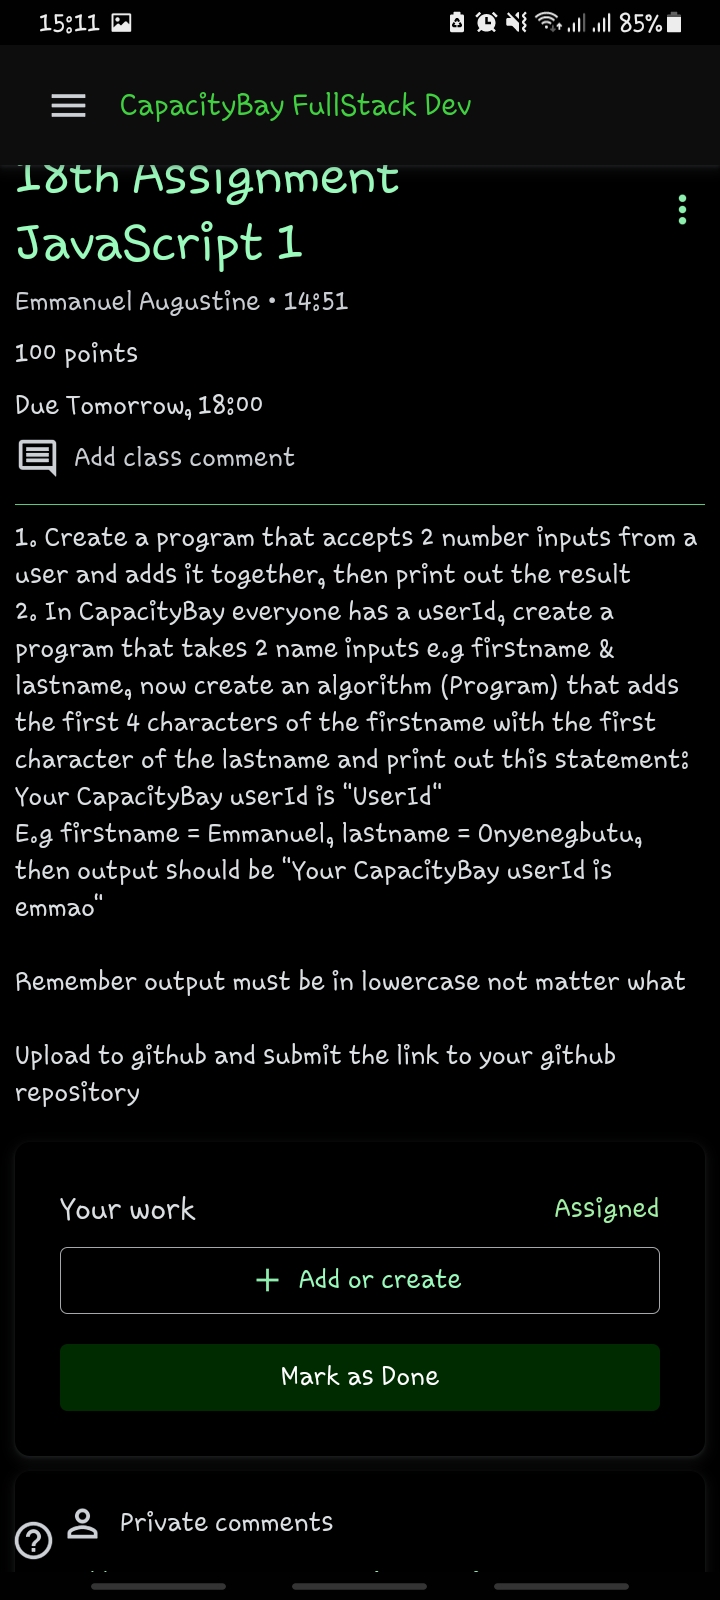 15:11
85%
CapacityBay FullStack Dev
18th Assignment
JavaScript 1
Emmanuel Augustine • 14:51
100 points
Due Tomorrow, 18:00
Add class comment
1. Create a program that accepts 2 number inputs from a
user and adds it together, then print out the result
2. In CapacityBay everyone has a userId, create a
program that takes 2 name inputs e.g firstname &
lastname, now create an algorithm (Program) that adds
the first 4 characters of the firstname with the first
character of the lastname and print out this statement:
Your CapacityBay userId is "UserId"
E.g firstname = Emmanuel, lastname = Onyenegbutu,
then output should be "Your CapacityBay userId is
emmao"
Remember output must be in lowercase not matter what
Upload to github and submit the link to your github
repository
Your work
Assigned
+ Add or create
Mark as Done
Private comments